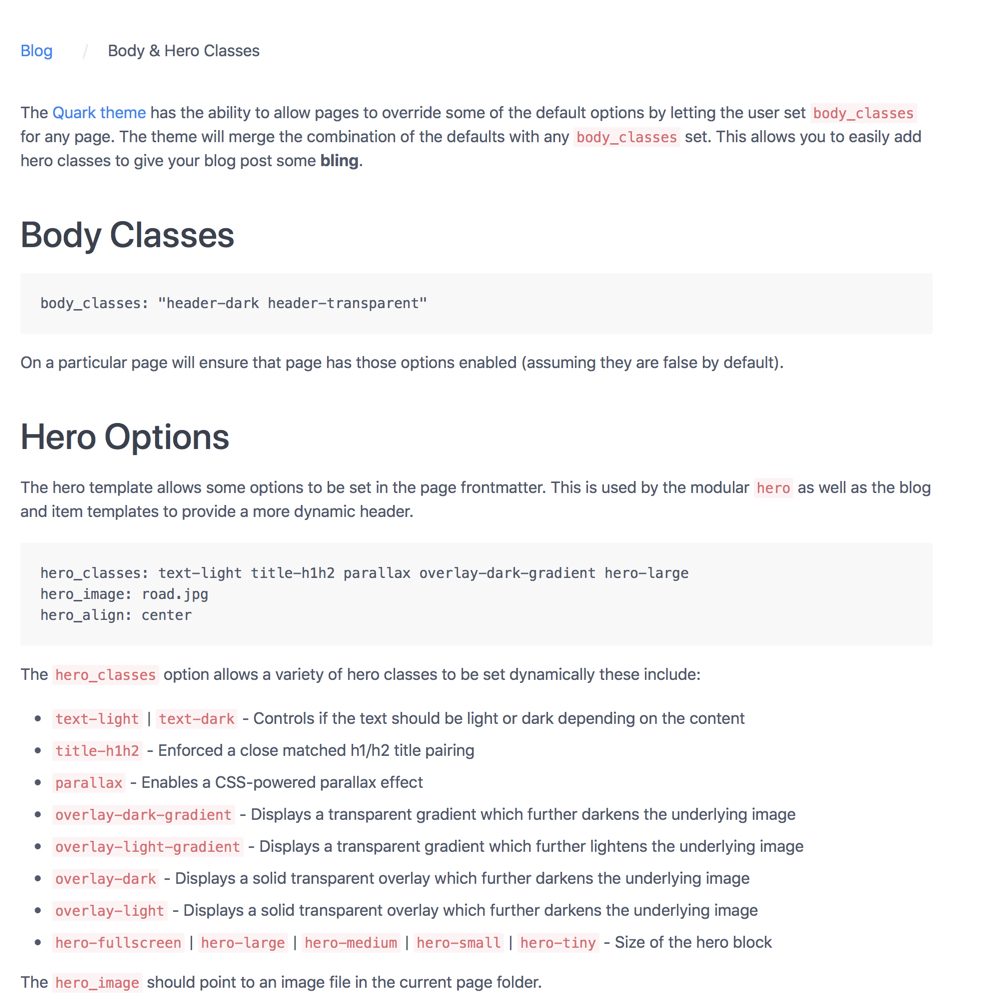 Blog / Body & Hero Classes
The Quark theme has the ability to allow pages to override some of the default options by letting the user set body_classes
for any page. The theme will merge the combination of the defaults with any body_classes set. This allows you to easily add
hero classes to give your blog post some bling.
Body Classes
body_classes: "header-dark header-transparent"
On a particular page will ensure that page has those options enabled (assuming they are false by default).
Hero Options
The hero template allows some options to be set in the page frontmatter. This is used by the modular hero as well as the blog
and item templates to provide a more dynamic header.
hero_classes: text-light title-h1h2 parallax overlay-dark-gradient hero-large
hero_image: road.jpg
hero_align: center
The hero_classes option allows a variety of hero classes to be set dynamically these include:
• text-light | text-dark - Controls if the text should be light or dark depending on the content
• title-h1h2 - Enforced a close matched h1/h2 title pairing
• parallax - Enables a CSS-powered parallax effect
• overlay-dark-gradient - Displays a transparent gradient which further darkens the underlying image
• overlay-light-gradient - Displays a transparent gradient which further lightens the underlying image
• overlay-dark - Displays a solid transparent overlay which further darkens the underlying image
• overlay-light - Displays a solid transparent overlay which further darkens the underlying image
• hero-fullscreen | hero-large | hero-medium | hero-small | hero-tiny - Size of the hero block
The hero_image should point to an image file in the current page folder.